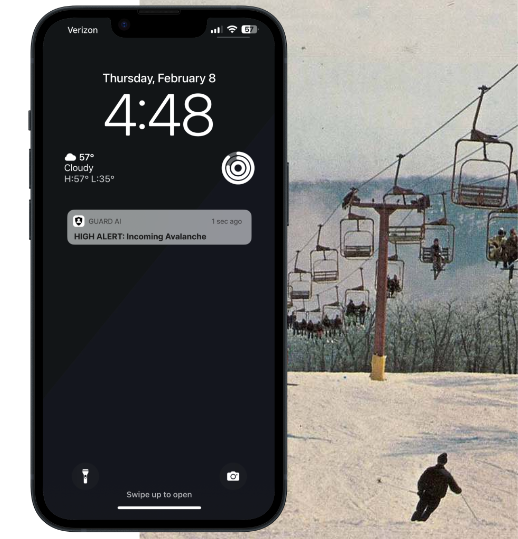 Verizon
67
Thursday, February 8
4:48
57°
Cloudy
H:57° L:35°
GUARD AI
1 sec ago
HIGH ALERT: Incoming Avalanche
Swipe up to open